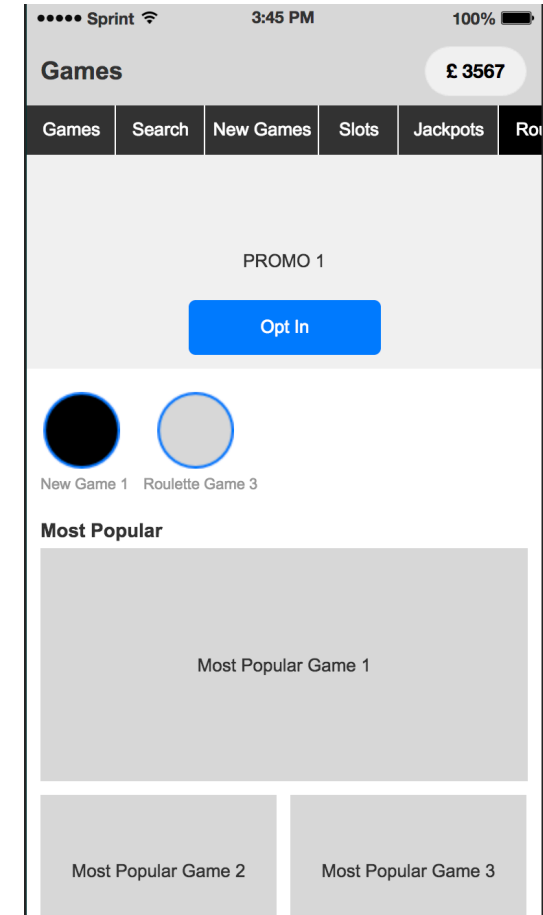 ●●●●● Sprint 3:45 PM 100%
Games £ 3567
Games Search New Games Slots Jackpots
PROMO 1
Opt In
New Game 1 Roulette Game 3
Most Popular
Most Popular Game 1
Most Popular Game 2 Most Popular Game 3